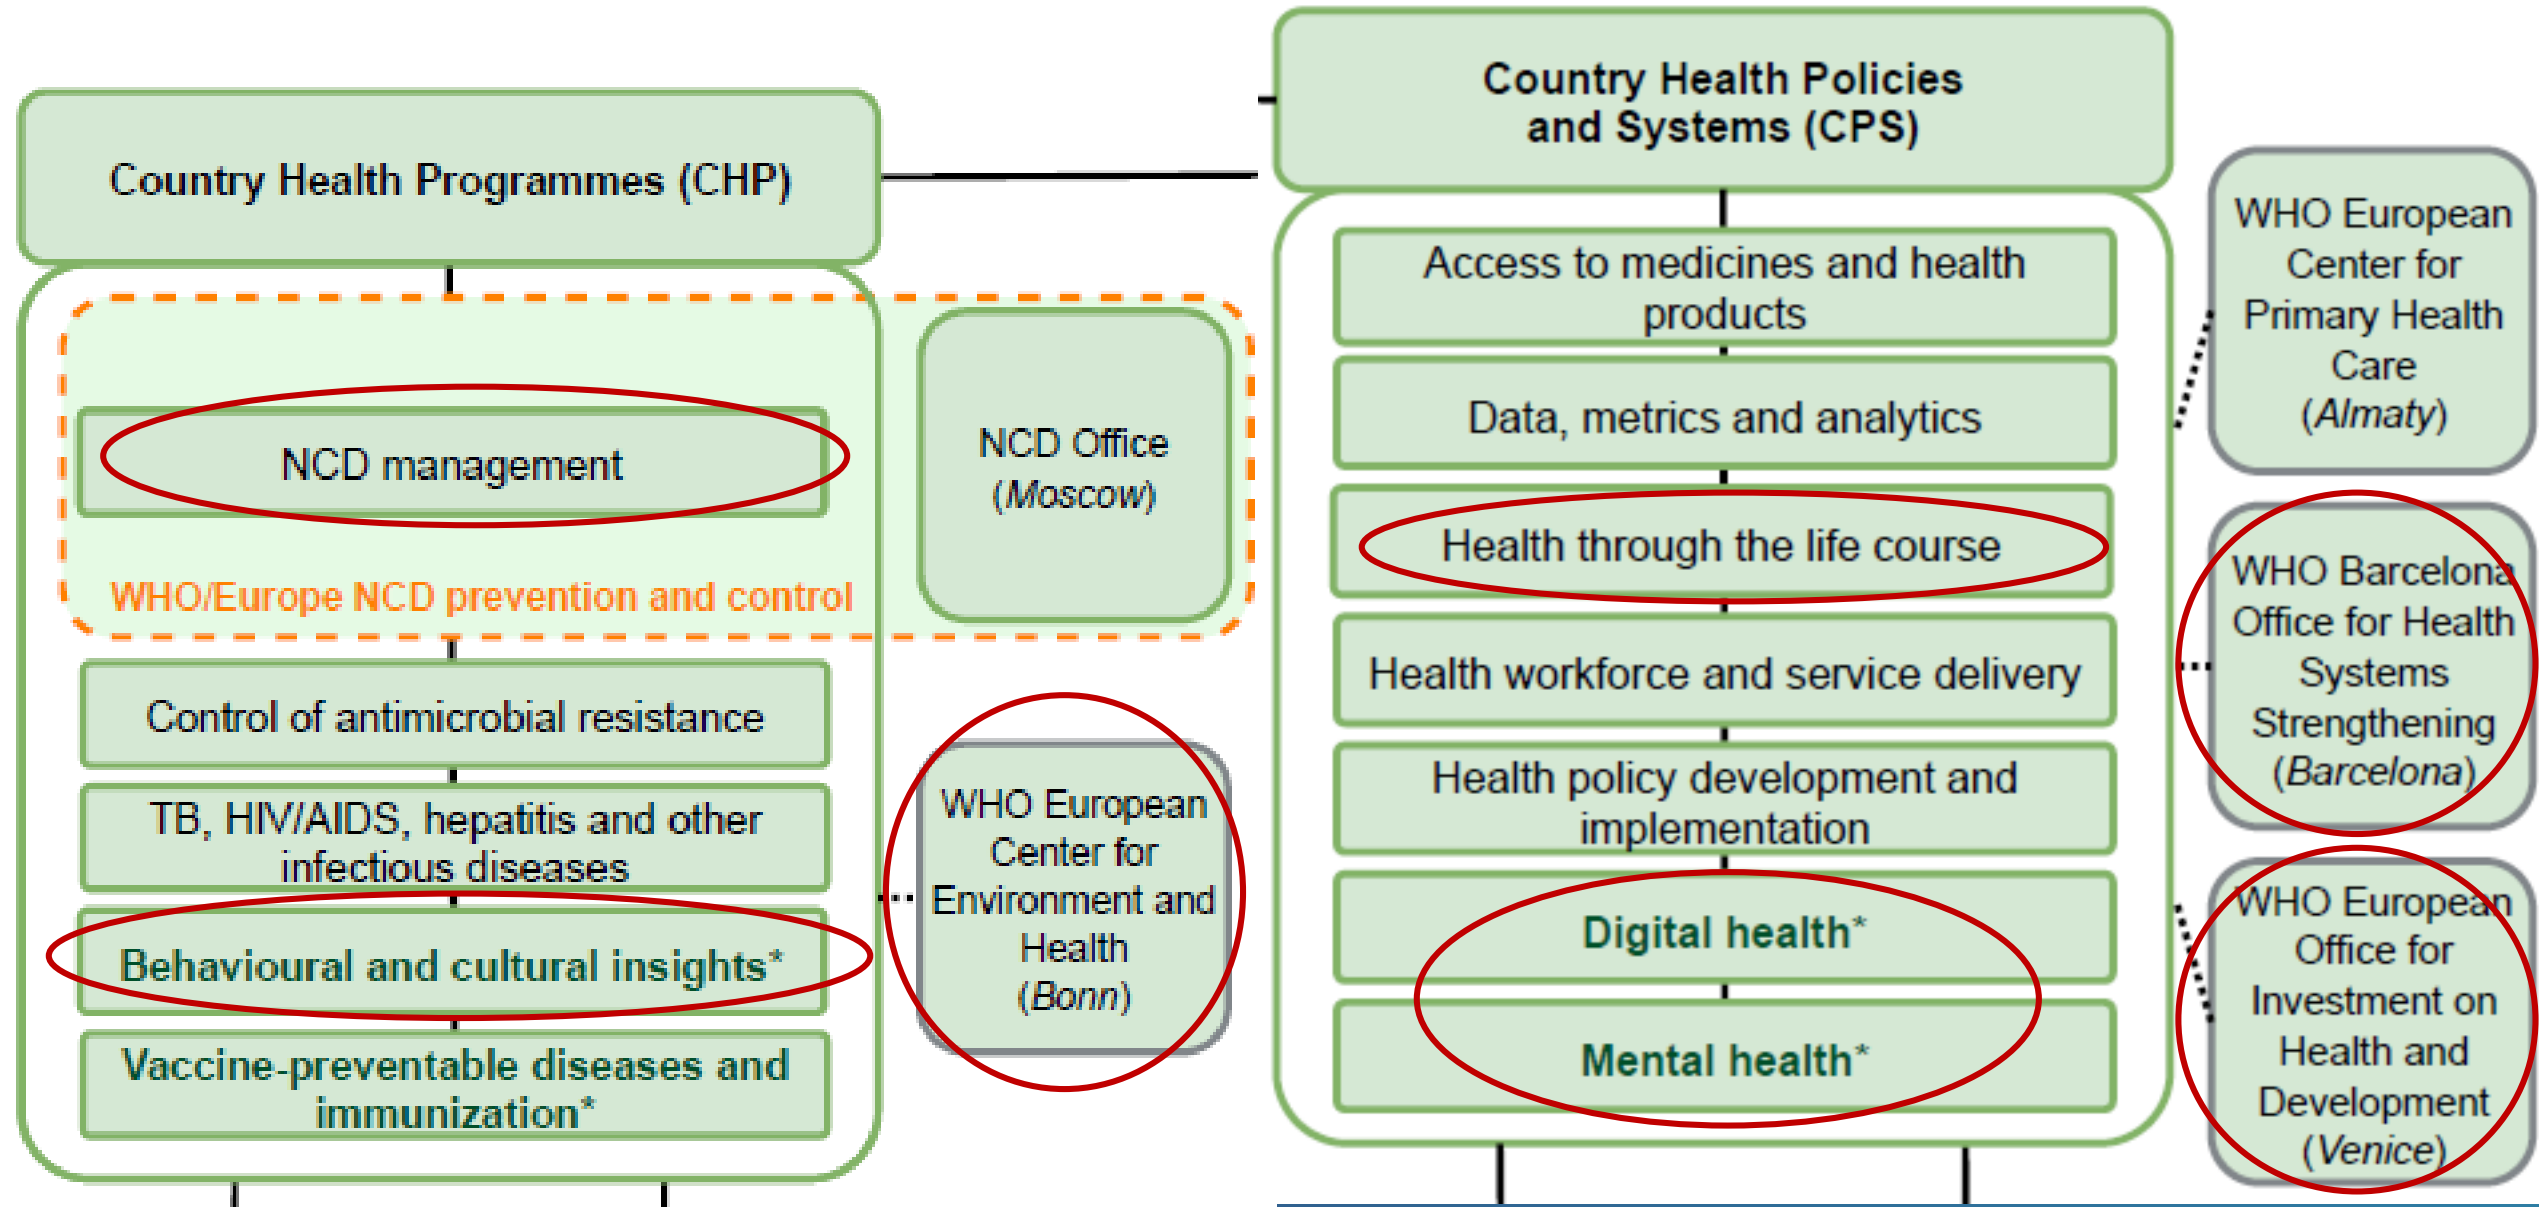 Country Health Programmes (CHP)
NCD management
WHO/Europe NCD prevention and control
NCD Office
(Moscow)
Control of antimicrobial resistance
TB, HIV/AIDS, hepatitis and other
infectious diseases
Behavioural and cultural insights*
Vaccine-preventable diseases and
immunization*
WHO European
Center for
Environment and
Health
(Bonn)
Country Health Policies
and Systems (CPS)
Access to medicines and health
products
Data, metrics and analytics
Health through the life course
Health workforce and service delivery
Health policy development and
implementation
Digital health*
Mental health*
WHO European
Center for
Primary Health
Care
(Almaty)
WHO Barcelona
Office for Health
Systems
Strengthening
(Barcelona)
WHO European
Office for
Investment on
Health and
Development
(Venice)